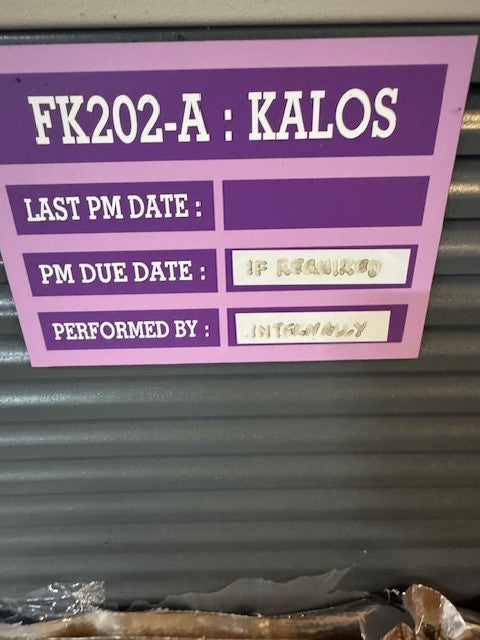 FK202-A : KALOS
LAST PM DATE :
PM DUE DATE : IF REQUIRED
PERFORMED BY : INTERNALLY